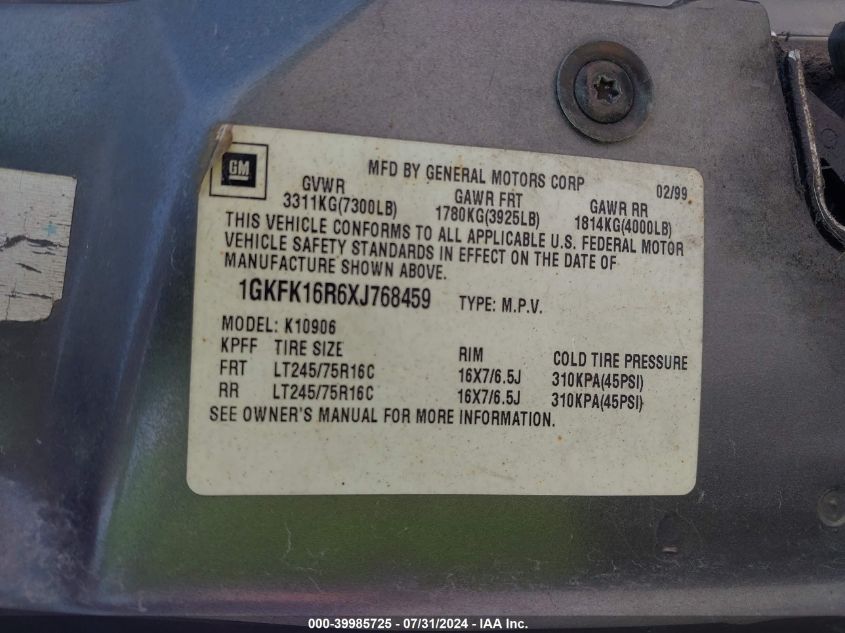 GM
MFD BY GENERAL MOTORS CORP 02/99
GVWR GAWR FRT GAWR RR
3311KG(7300LB) 1780KG(3925LB) 1814KG(4000LB)
THIS VEHICLE CONFORMS TO ALL APPLICABLE U.S. FEDERAL MOTOR
VEHICLE SAFETY STANDARDS IN EFFECT ON THE DATE OF
MANUFACTURE SHOWN ABOVE.
1GKFK16R6XJ768459 TYPE: M.P.V.
MODEL: K10906
KPFF TIRE SIZE RIM COLD TIRE PRESSURE
FRT LT245/75R16C 16X7/6.5J 310KPA(45PSI)
RR LT245/75R16C 16X7/6.5J 310KPA(45PSI)
SEE OWNER'S MANUAL FOR MORE INFORMATION.
000-39985725 - 07/31/2024 - COPYRIGHT IAA, Inc.